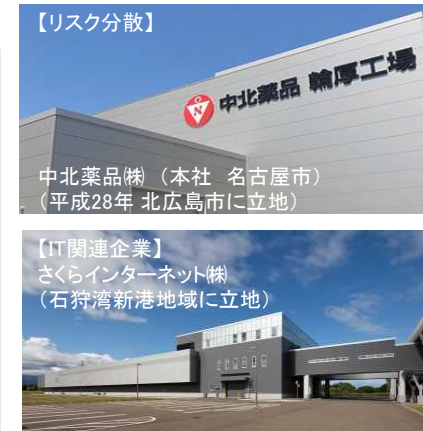 【リスク分散】
中北薬品 輪厚工場
中北薬品㈱ （本社　名古屋市）
（平成28年 北広島市に立地）
【IT関連企業】
さくらインターネット㈱
（石狩湾新港地域に立地）